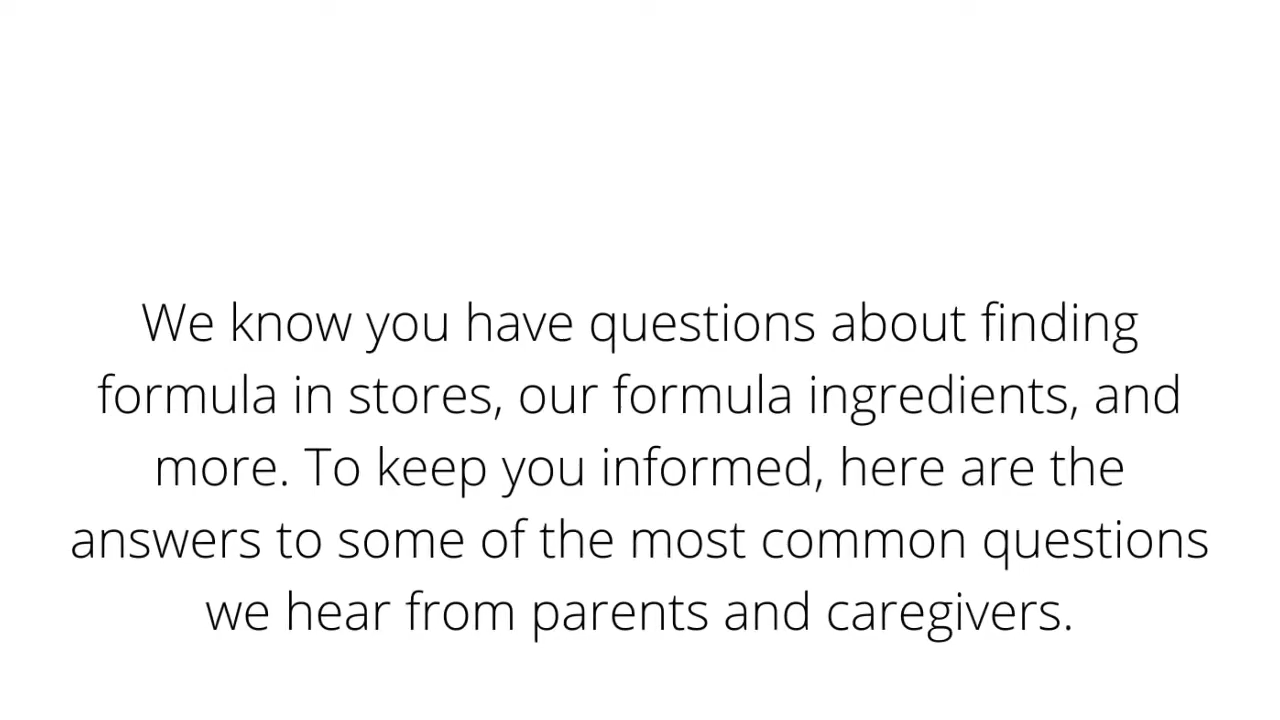 We know you have questions about finding
formula in stores, our formula ingredients, and
more. To keep you informed, here are the
answers to some of the most common questions
we hear from parents and caregivers.